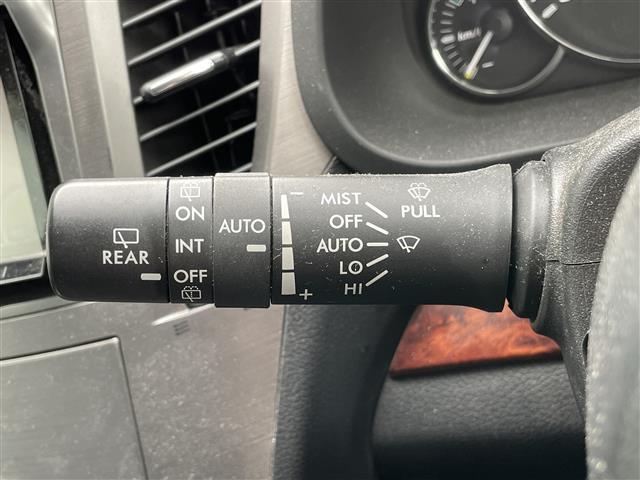 REAR
ON
INT
OFF
AUTO
−
+
MIST
OFF
AUTO
LO
HI
PULL
km/L